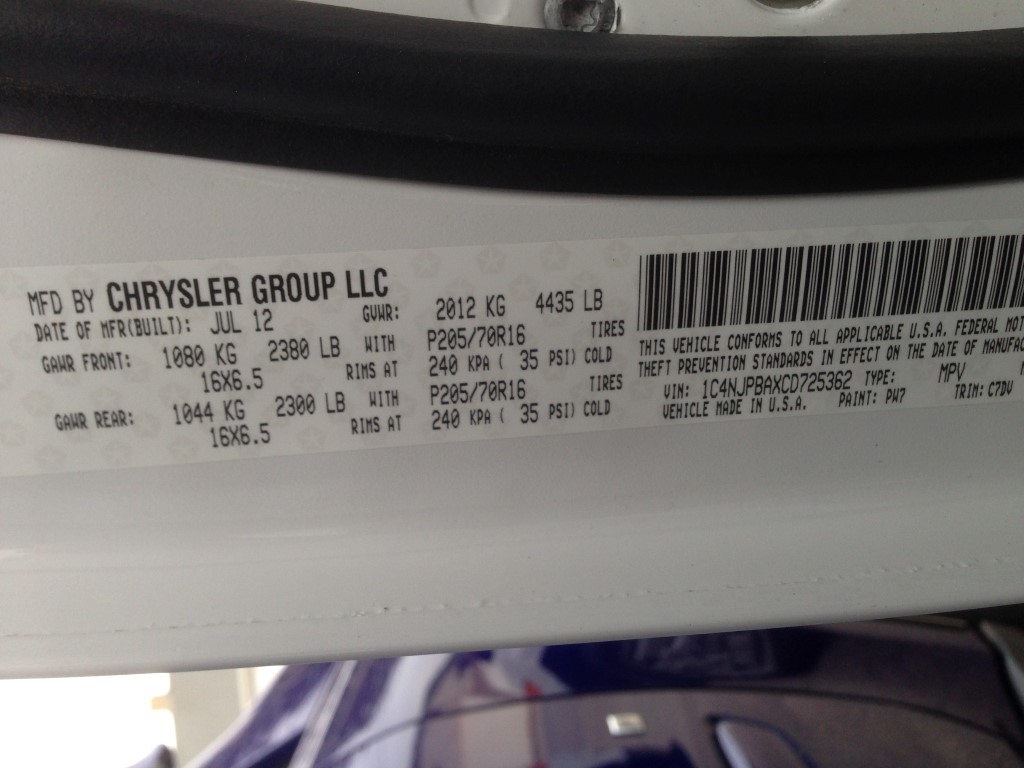 MFD BY CHRYSLER GROUP LLC
DATE OF MFR(BUILT): JUL 12 GVWR: 2012 KG 4435 LB
GAWR FRONT: 1080 KG 2380 LB WITH P205/70R16 TIRES
16X6.5 RIMS AT 240 KPA ( 35 PSI) COLD
GAWR REAR: 1044 KG 2300 LB WITH P205/70R16 TIRES
16X6.5 RIMS AT 240 KPA ( 35 PSI) COLD
THIS VEHICLE CONFORMS TO ALL APPLICABLE U.S.A. FEDERAL MOT
THEFT PREVENTION STANDARDS IN EFFECT ON THE DATE OF MANUFAC
VIN: 1C4NJPBAXCD725362 TYPE: MPV
VEHICLE MADE IN U.S.A. PAINT: PW7 TRIM: C7DV